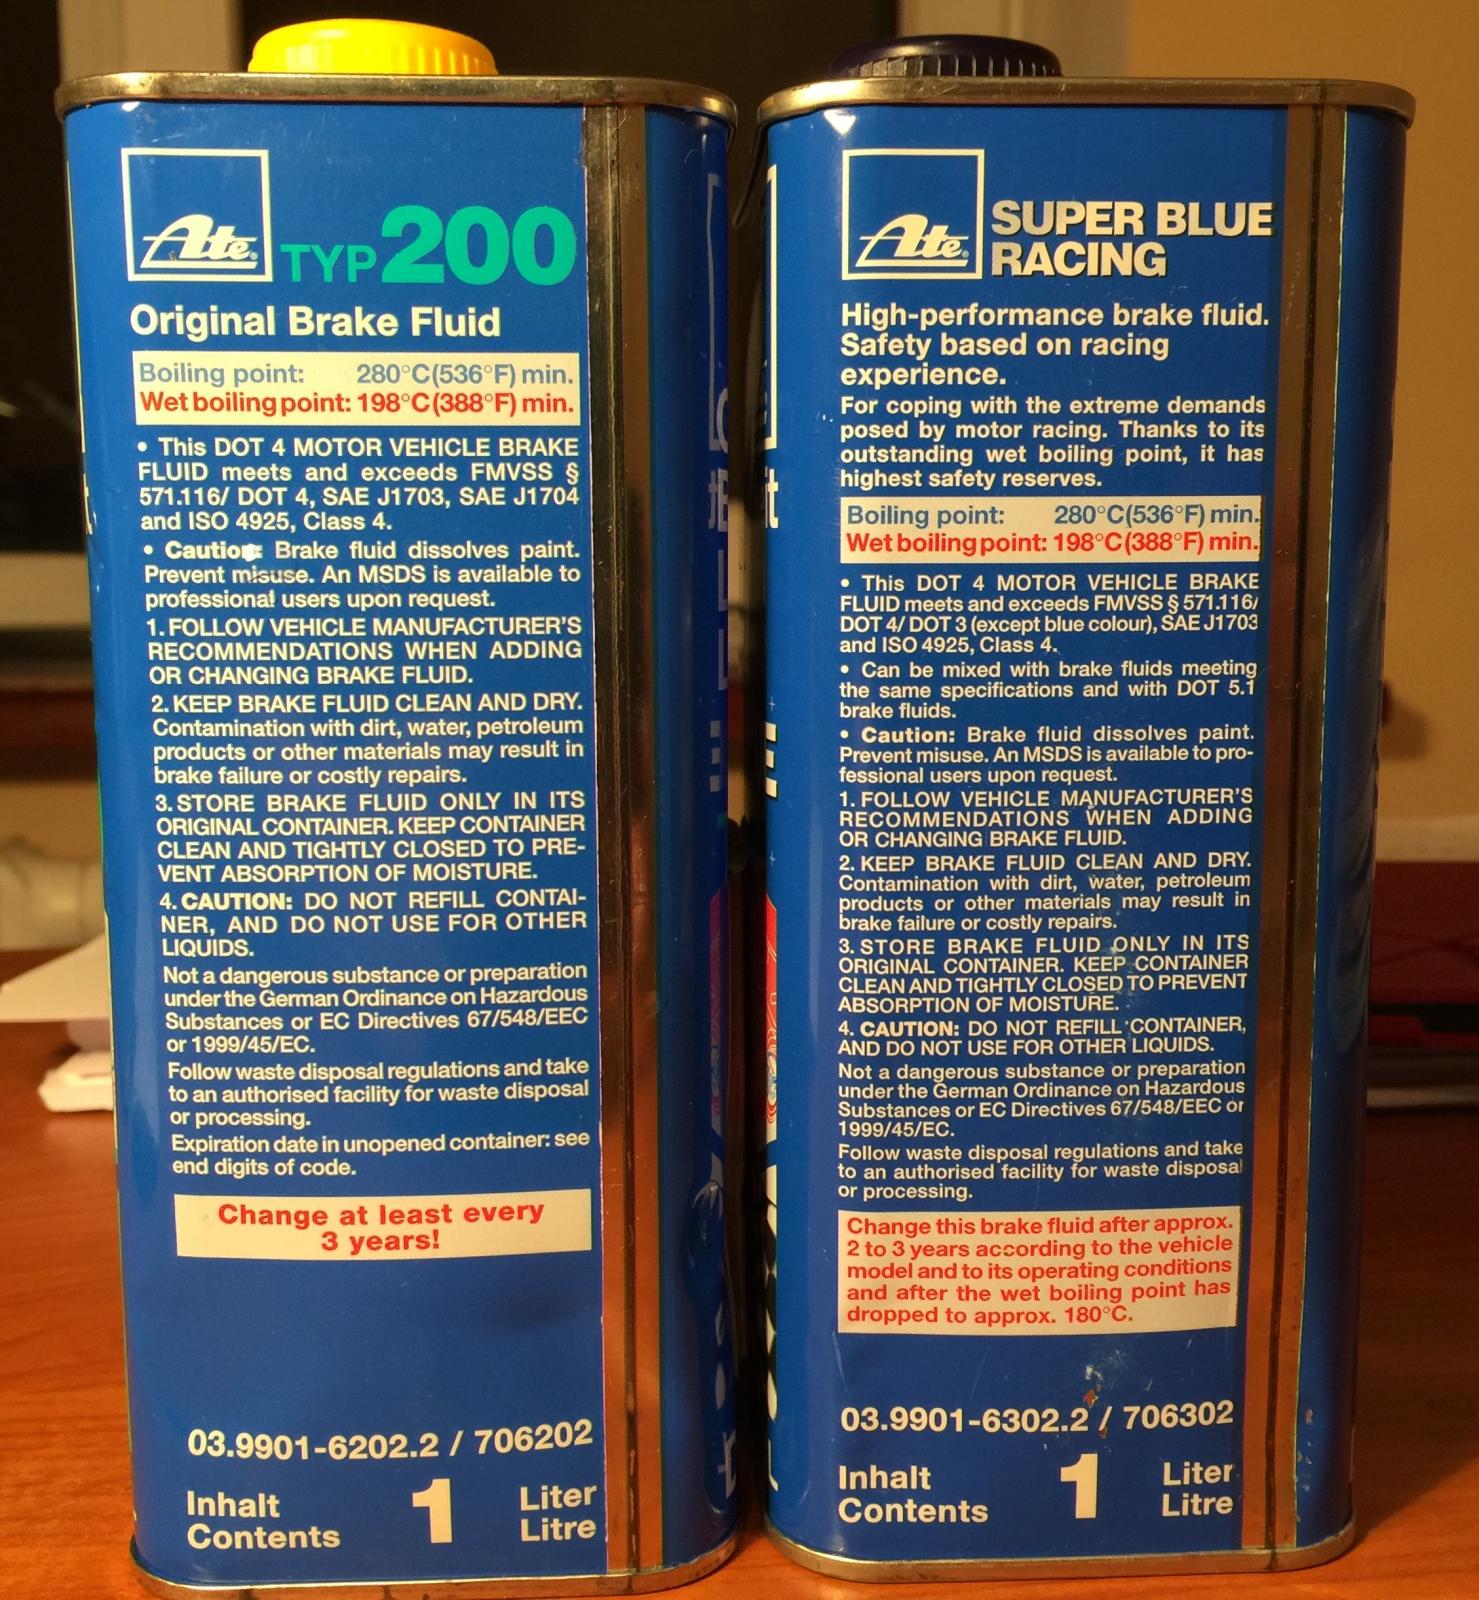 Ate®
TYP 200
Original Brake Fluid
Boiling point: 280°C(536°F) min.
Wet boiling point: 198°C(388°F) min.
• This DOT 4 MOTOR VEHICLE BRAKE
FLUID meets and exceeds FMVSS §
571.116/ DOT 4, SAE J1703, SAE J1704
and ISO 4925, Class 4.
• Caution: Brake fluid dissolves paint.
Prevent misuse. An MSDS is available to
professional users upon request.
1. FOLLOW VEHICLE MANUFACTURER'S
RECOMMENDATIONS WHEN ADDING
OR CHANGING BRAKE FLUID.
2. KEEP BRAKE FLUID CLEAN AND DRY.
Contamination with dirt, water, petroleum
products or other materials may result in
brake failure or costly repairs.
3. STORE BRAKE FLUID ONLY IN ITS
ORIGINAL CONTAINER. KEEP CONTAINER
CLEAN AND TIGHTLY CLOSED TO PRE-
VENT ABSORPTION OF MOISTURE.
4. CAUTION: DO NOT REFILL CONTAI-
NER, AND DO NOT USE FOR OTHER
LIQUIDS.
Not a dangerous substance or preparation
under the German Ordinance on Hazardous
Substances or EC Directives 67/548/EEC
or 1999/45/EC.
Follow waste disposal regulations and take
to an authorised facility for waste disposal
or processing.
Expiration date in unopened container: see
end digits of code.
Change at least every
3 years!
03.9901-6202.2 / 706202
Inhalt 1 Liter
Contents Litre
Ate®
SUPER BLUE
RACING
High-performance brake fluid.
Safety based on racing
experience.
For coping with the extreme demands
posed by motor racing. Thanks to its
outstanding wet boiling point, it has
highest safety reserves.
Boiling point: 280°C(536°F) min.
Wet boiling point: 198°C(388°F) min.
• This DOT 4 MOTOR VEHICLE BRAKE
FLUID meets and exceeds FMVSS § 571.116/
DOT 4/ DOT 3 (except blue colour), SAE J1703
and ISO 4925, Class 4.
• Can be mixed with brake fluids meeting
the same specifications and with DOT 5.1
brake fluids.
• Caution: Brake fluid dissolves paint.
Prevent misuse. An MSDS is available to pro-
fessional users upon request.
1. FOLLOW VEHICLE MANUFACTURER'S
RECOMMENDATIONS WHEN ADDING
OR CHANGING BRAKE FLUID.
2. KEEP BRAKE FLUID CLEAN AND DRY.
Contamination with dirt, water, petroleum
products or other materials may result in
brake failure or costly repairs.
3. STORE BRAKE FLUID ONLY IN ITS
ORIGINAL CONTAINER. KEEP CONTAINER
CLEAN AND TIGHTLY CLOSED TO PREVENT
ABSORPTION OF MOISTURE.
4. CAUTION: DO NOT REFILL CONTAINER,
AND DO NOT USE FOR OTHER LIQUIDS.
Not a dangerous substance or preparation
under the German Ordinance on Hazardous
Substances or EC Directives 67/548/EEC or
1999/45/EC.
Follow waste disposal regulations and take
to an authorised facility for waste disposal
or processing.
Change this brake fluid after approx.
2 to 3 years according to the vehicle
model and to its operating conditions
and after the wet boiling point has
dropped to approx. 180°C.
03.9901-6302.2 / 706302
Inhalt 1 Liter
Contents Litre